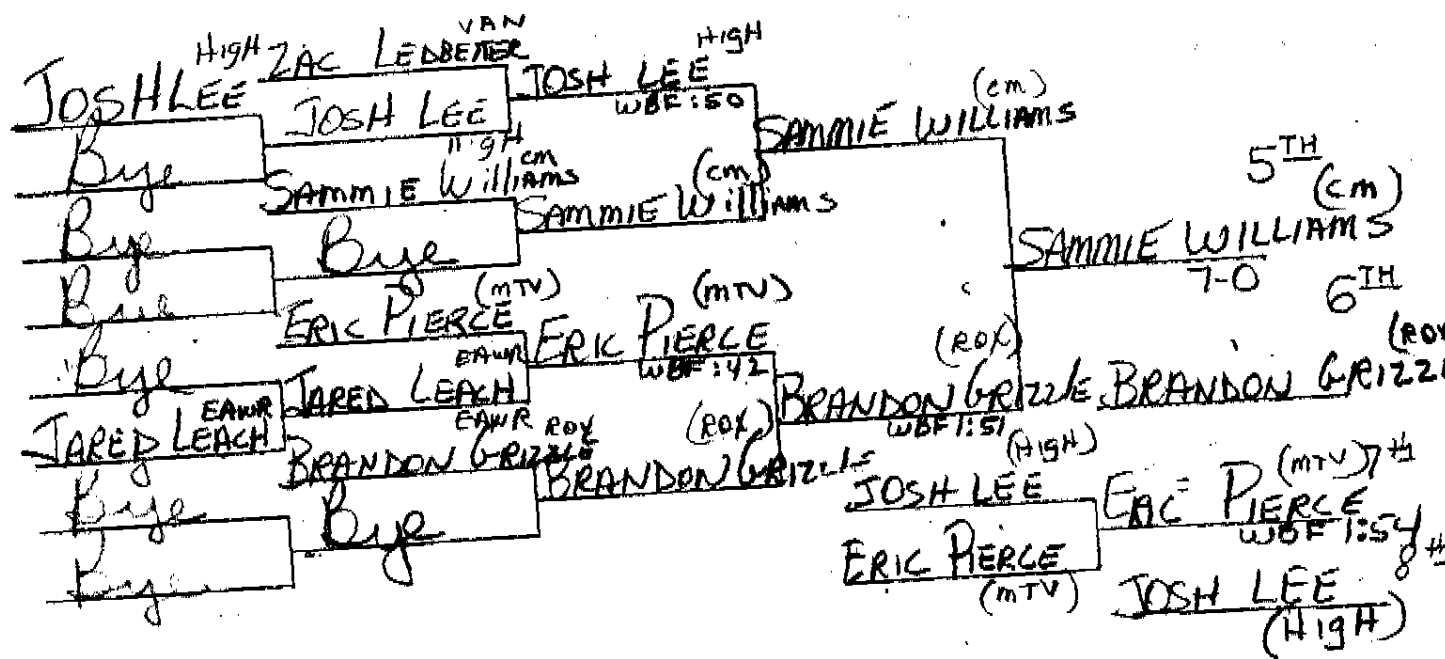 HIGH VAN HIGH
JOSH LEE ZAC LEDBETTER JOSH LEE (cm)
WBF :50
Bye JOSH LEE SAMMIE WILLIAMS
HIGH
cm (cm) 5TH
SAMMIE WILLIAMS SAMMIE WILLIAMS (cm)
Bye Bye SAMMIE WILLIAMS
7-0
Bye (MTV) (MTV) 6TH
ERIC PIERCE ERIC PIERCE (ROX) (ROX
WBF :42
Bye EAWR
JARED LEACH BRANDON GRIZZLE BRANDON GRIZZL
EAWR EAWR WBF 1:51
JARED LEACH ROX (ROX) (HIGH)
BRANDON GRIZZLE BRANDON GRIZZLE JOSH LEE (MTV) 7th
Bye Bye PIERCE
WBF 1:54
Bye ERIC PIERCE 8th
(MTV) JOSH LEE
(HIGH)